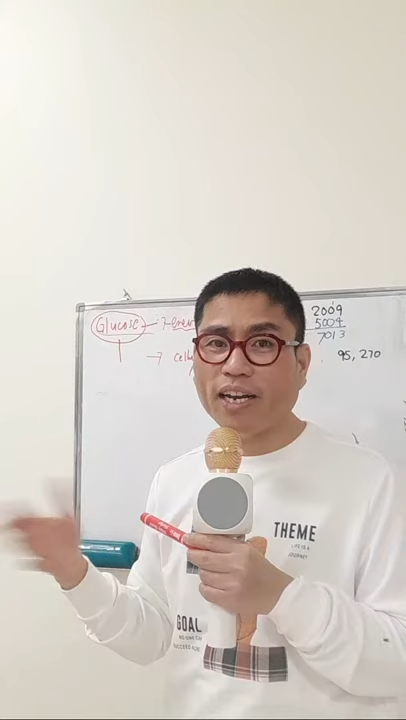 Glucose
2009
5004
7013
95, 270
THEME
LIFE IS A
JOURNEY
GOAL